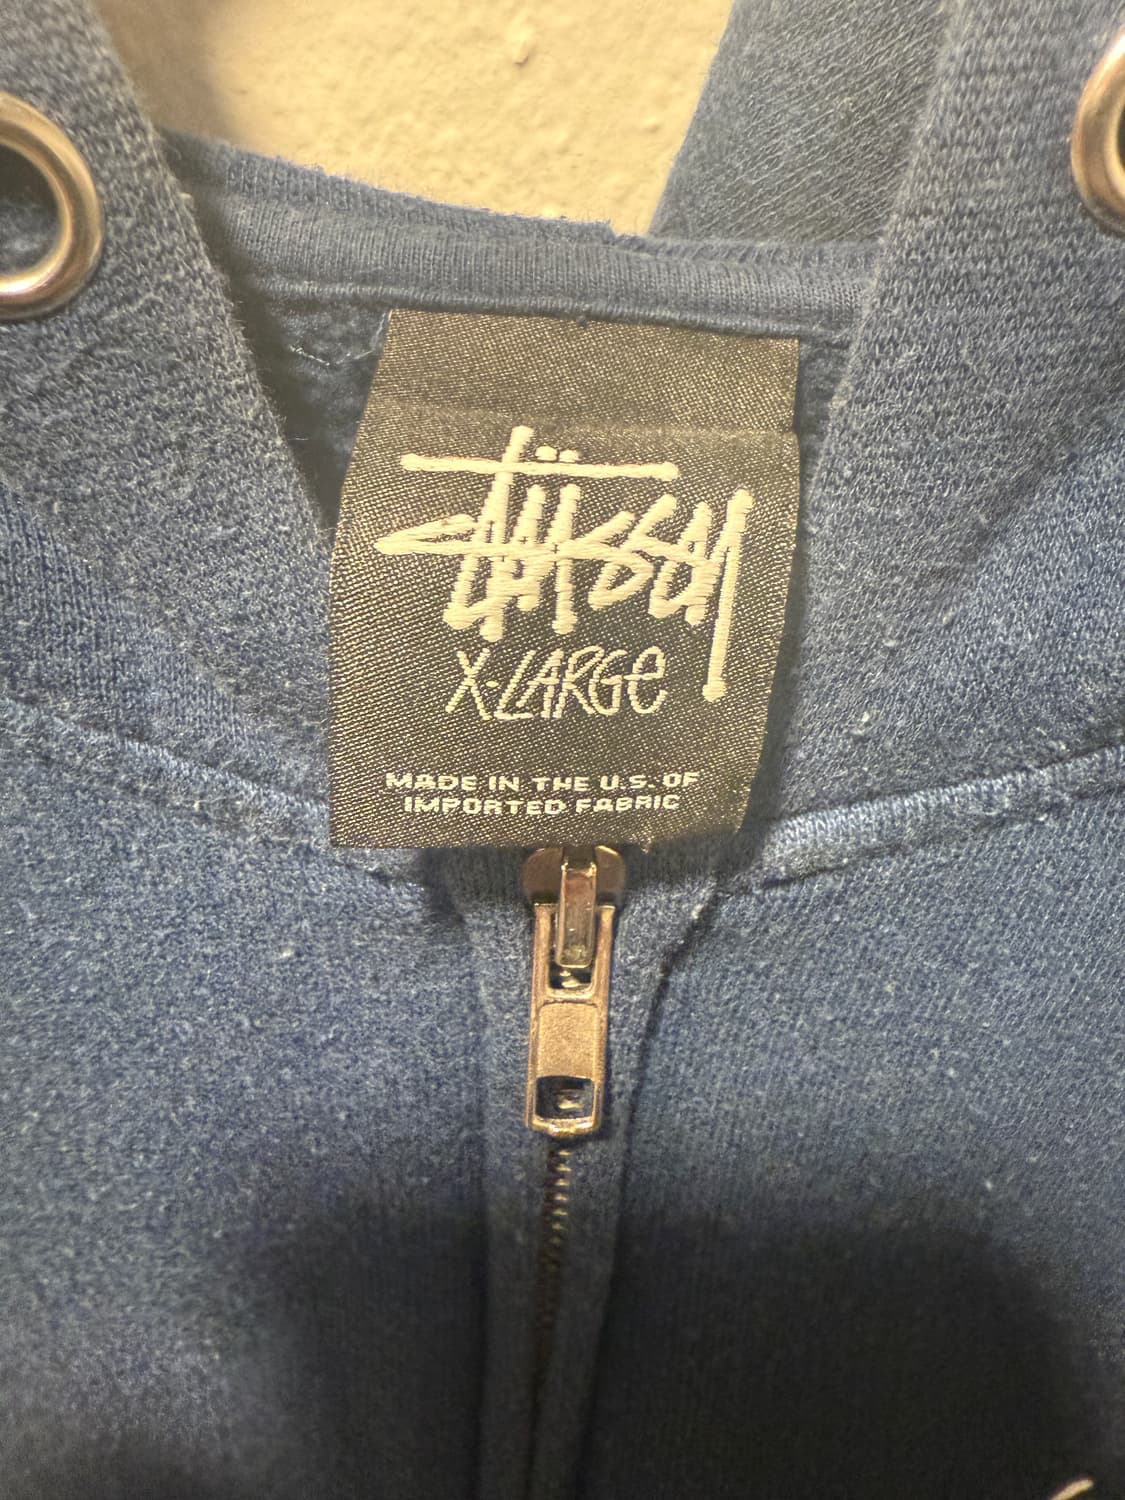 Stüssy
X-LARGE
MADE IN THE U.S. OF
IMPORTED FABRIC